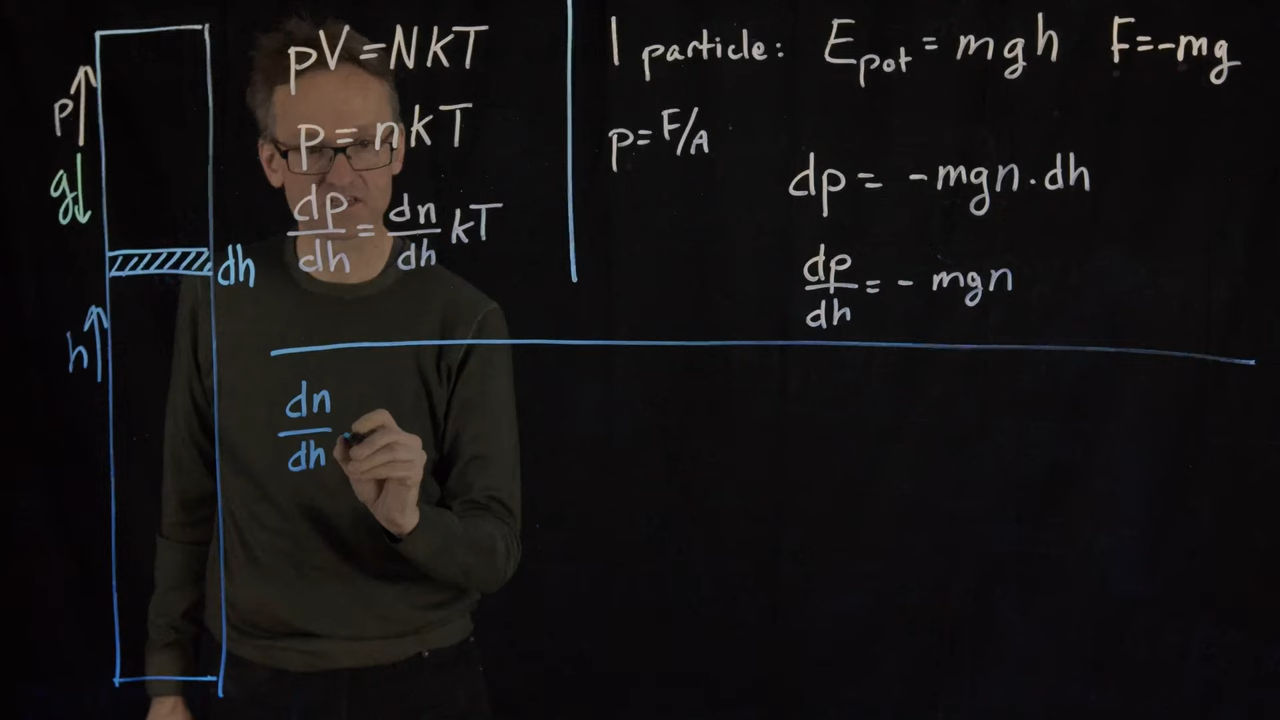 pV = NkT
p = nkT
dp/dh = dn/dh kT
1 particle: E_pot = mgh F = -mg
p = F/A
dp = -mgn·dh
dp/dh = - mgn
p
g
dh
h
dn/dh